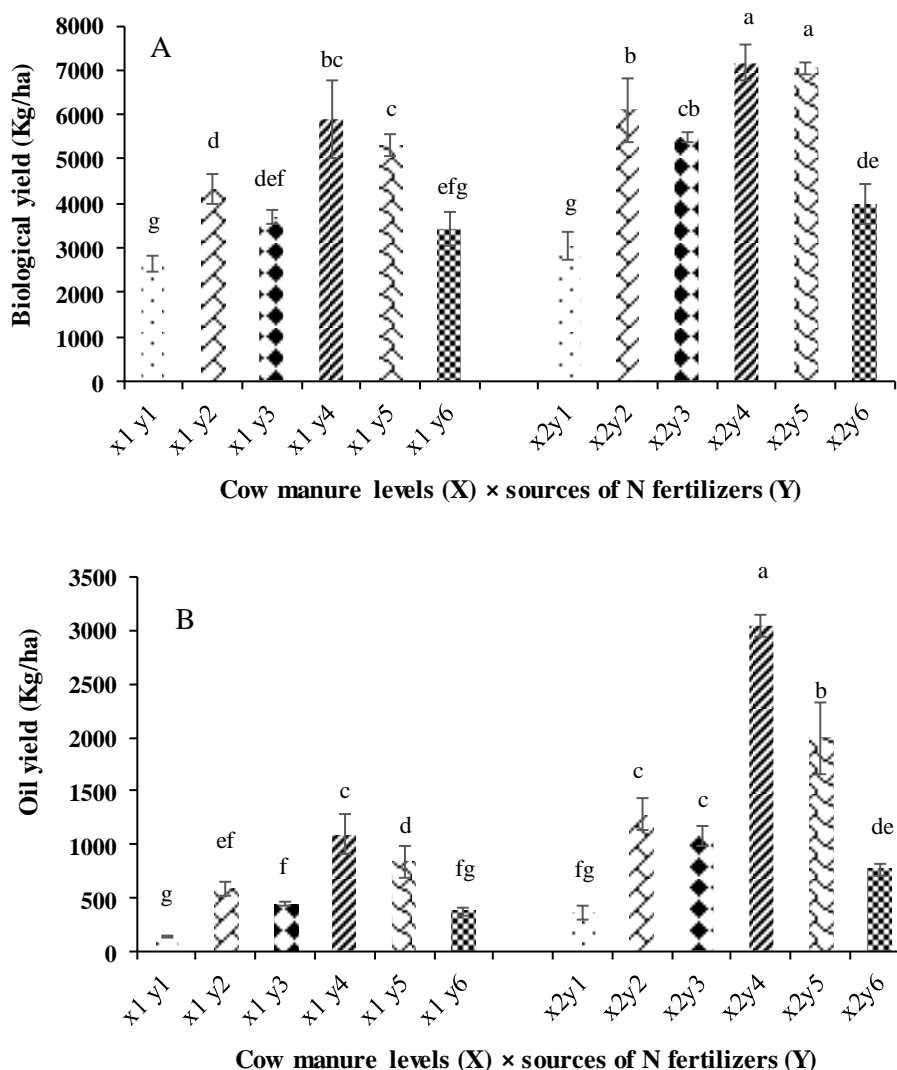 A
Biological yield (Kg/ha)
8000
7000
6000
5000
4000
3000
2000
1000
0
g
d
def
bc
c
efg
g
b
cb
a
a
de
x1 y1
x1 y2
x1 y3
x1 y4
x1 y5
x1 y6
x2y1
x2y2
x2y3
x2y4
x2y5
x2y6
Cow manure levels (X) × sources of N fertilizers (Y)
B
Oil yield (Kg/ha)
3500
3000
2500
2000
1500
1000
500
0
g
ef
f
c
d
fg
fg
c
c
a
b
de
x1 y1
x1 y2
x1 y3
x1 y4
x1 y5
x1 y6
x2y1
x2y2
x2y3
x2y4
x2y5
x2y6
Cow manure levels (X) × sources of N fertilizers (Y)